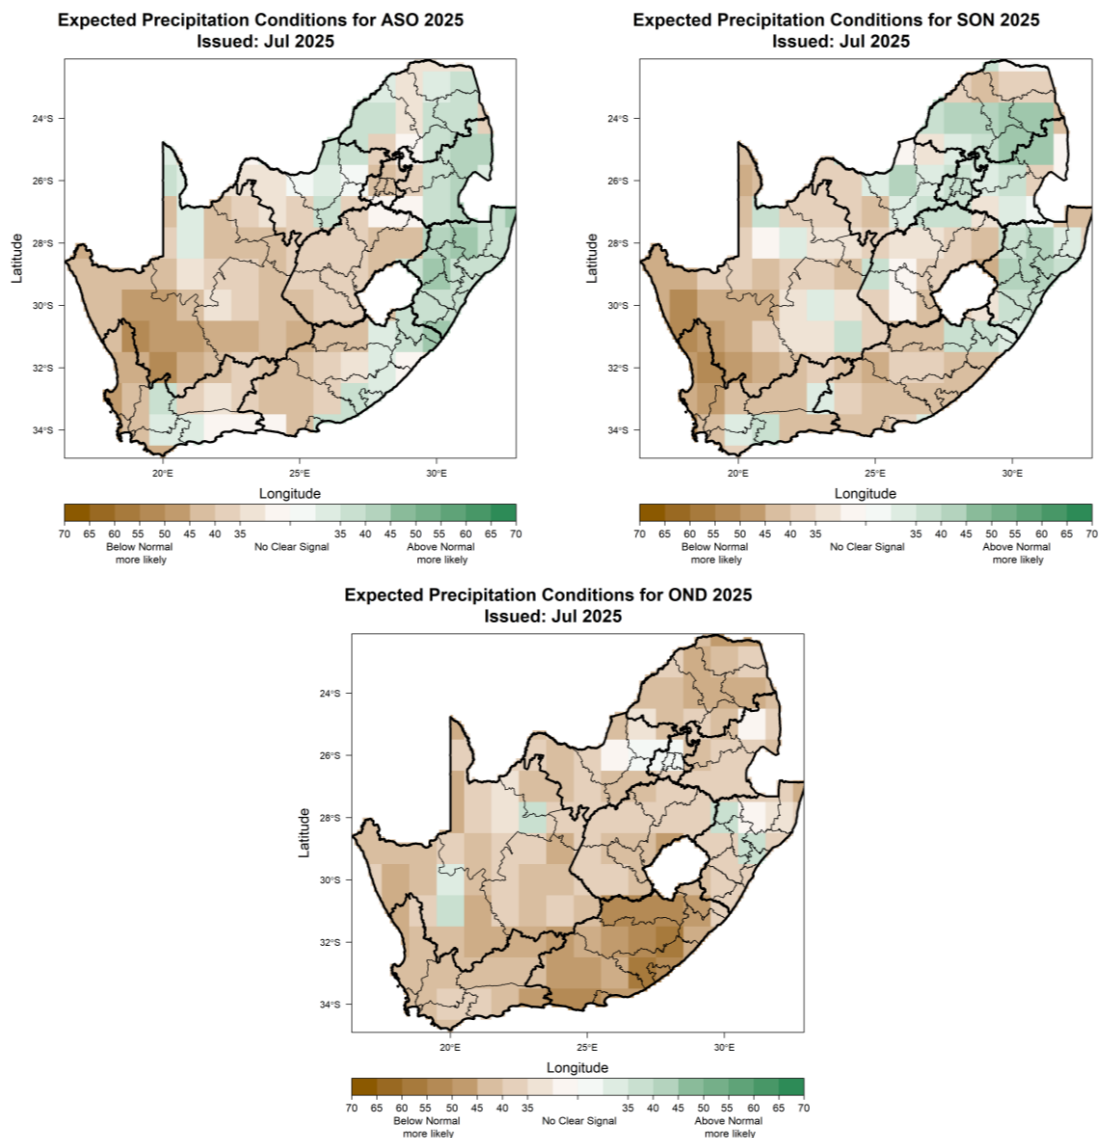 Expected Precipitation Conditions for ASO 2025
Issued: Jul 2025
Latitude
24°S
26°S
28°S
30°S
32°S
34°S
20°E 25°E 30°E
Longitude
70 65 60 55 50 45 40 35 35 40 45 50 55 60 65 70
Below Normal No Clear Signal Above Normal
more likely more likely
Expected Precipitation Conditions for SON 2025
Issued: Jul 2025
Latitude
24°S
26°S
28°S
30°S
32°S
34°S
20°E 25°E 30°E
Longitude
70 65 60 55 50 45 40 35 35 40 45 50 55 60 65 70
Below Normal No Clear Signal Above Normal
more likely more likely
Expected Precipitation Conditions for OND 2025
Issued: Jul 2025
Latitude
24°S
26°S
28°S
30°S
32°S
34°S
20°E 25°E 30°E
Longitude
70 65 60 55 50 45 40 35 35 40 45 50 55 60 65 70
Below Normal No Clear Signal Above Normal
more likely more likely